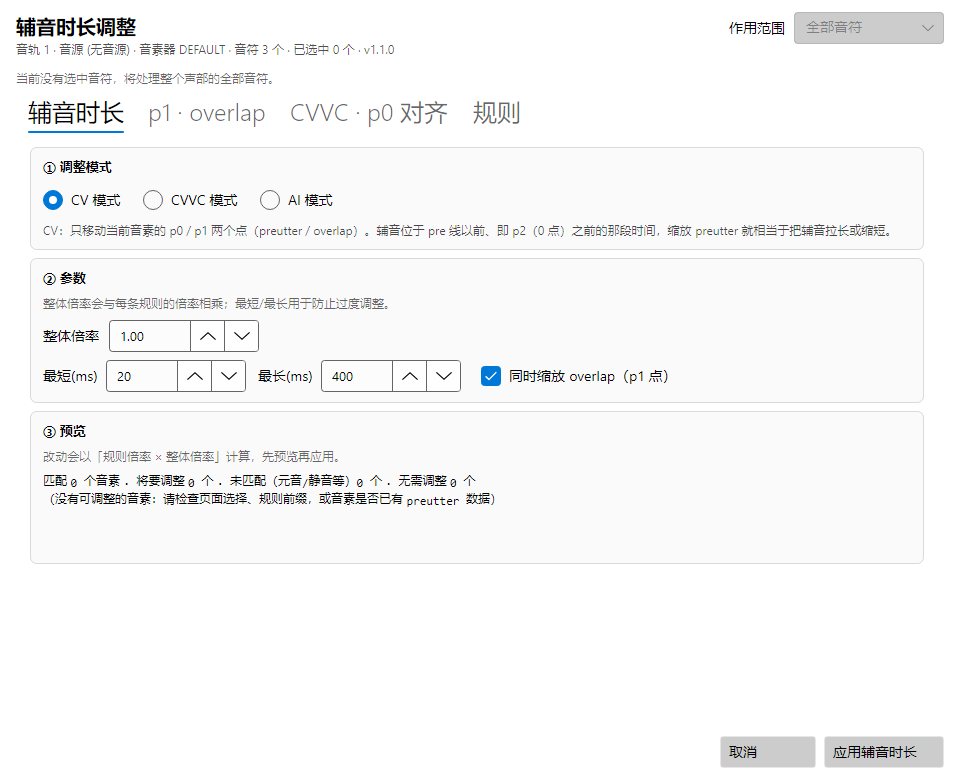 辅音时长调整
音轨 1 · 音源 (无音源) · 音素器 DEFAULT · 音符 3 个 · 已选中 0 个 · v1.1.0
作用范围 全部音符
当前没有选中音符，将处理整个声部的全部音符。
辅音时长 p1 · overlap CVVC · p0 对齐 规则
① 调整模式
CV 模式 CVVC 模式 AI 模式
CV：只移动当前音素的 p0 / p1 两个点（preutter / overlap）。辅音位于 pre 线以前、即 p2（0 点）之前的那段时间，缩放 preutter 就相当于把辅音拉长或缩短。
② 参数
整体倍率会与每条规则的倍率相乘；最短/最长用于防止过度调整。
整体倍率 1.00
最短(ms) 20 最长(ms) 400 同时缩放 overlap（p1 点）
③ 预览
改动会以「规则倍率 × 整体倍率」计算，先预览再应用。
匹配 0 个音素 . 将要调整 0 个 . 未匹配（元音/静音等）0 个 . 无需调整 0 个
（没有可调整的音素：请检查页面选择、规则前缀，或音素是否已有 preutter 数据）
取消 应用辅音时长